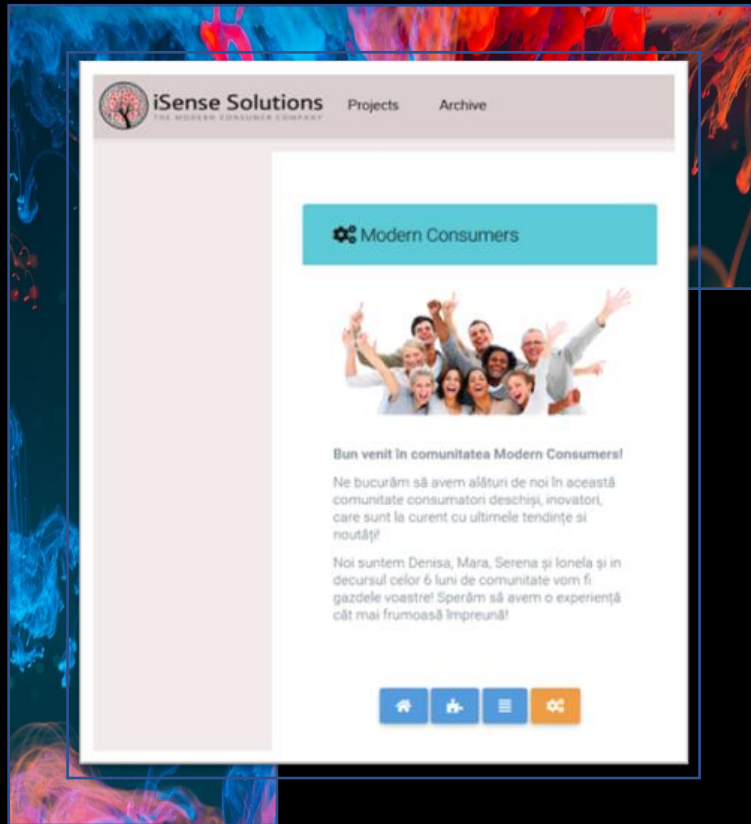 iSense Solutions
THE MODERN CONSUMER COMPANY
Projects
Archive
Modern Consumers
Bun venit în comunitatea Modern Consumers!
Ne bucurăm să avem alături de noi în această
comunitate consumatori deschiși, inovatori,
care sunt la curent cu ultimele tendințe si
noutăți!
Noi suntem Denisa, Mara, Serena și Ionela și in
decursul celor 6 luni de comunitate vom fi
gazdele voastre! Sperăm să avem o experiență
cât mai frumoasă împreună!